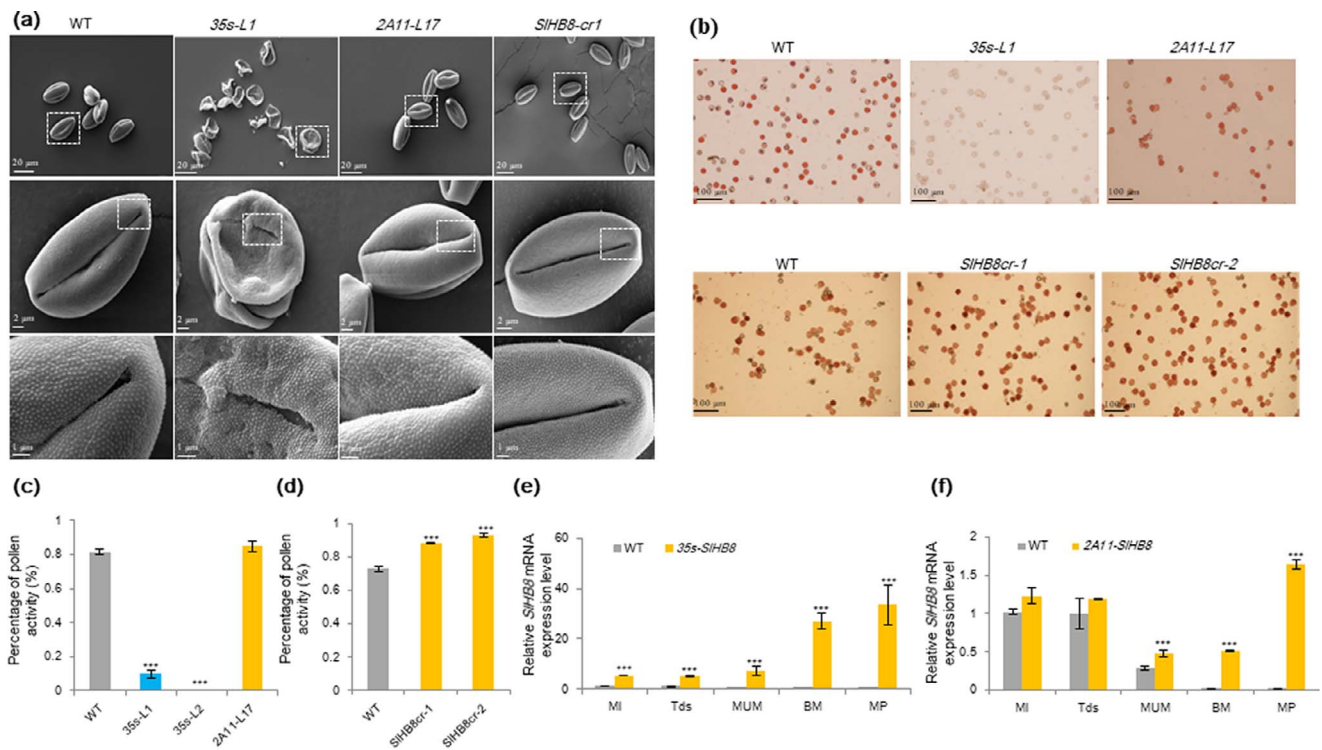 (a)
WT 35s-L1 2A11-L17 SlHB8-cr1
20 μm 20 μm 20 μm 20 μm
2 μm 2 μm 2 μm 2 μm
1 μm 1 μm 1 μm 1 μm
(b)
WT 35s-L1 2A11-L17
100 μm 100 μm 100 μm
WT SlHB8cr-1 SlHB8cr-2
100 μm 100 μm 100 μm
(c)
Percentage of pollen
activity (%)
1
0.8
0.6
0.4
0.2
0
*** ***
WT 35s-L1 35s-L2 2A11-L17
(d)
Percentage of pollen
activity (%)
1
0.8
0.6
0.4
0.2
0
*** ***
WT SlHB8cr-1 SlHB8cr-2
(e)
Relative SlHB8 mRNA
expression level
60
40
20
0
WT 35s-SlHB8
*** *** *** *** ***
MI Tds MUM BM MP
(f)
Relative SlHB8 mRNA
expression level
2
1.5
1
0.5
0
WT 2A11-SlHB8
*** *** ***
MI Tds MUM BM MP